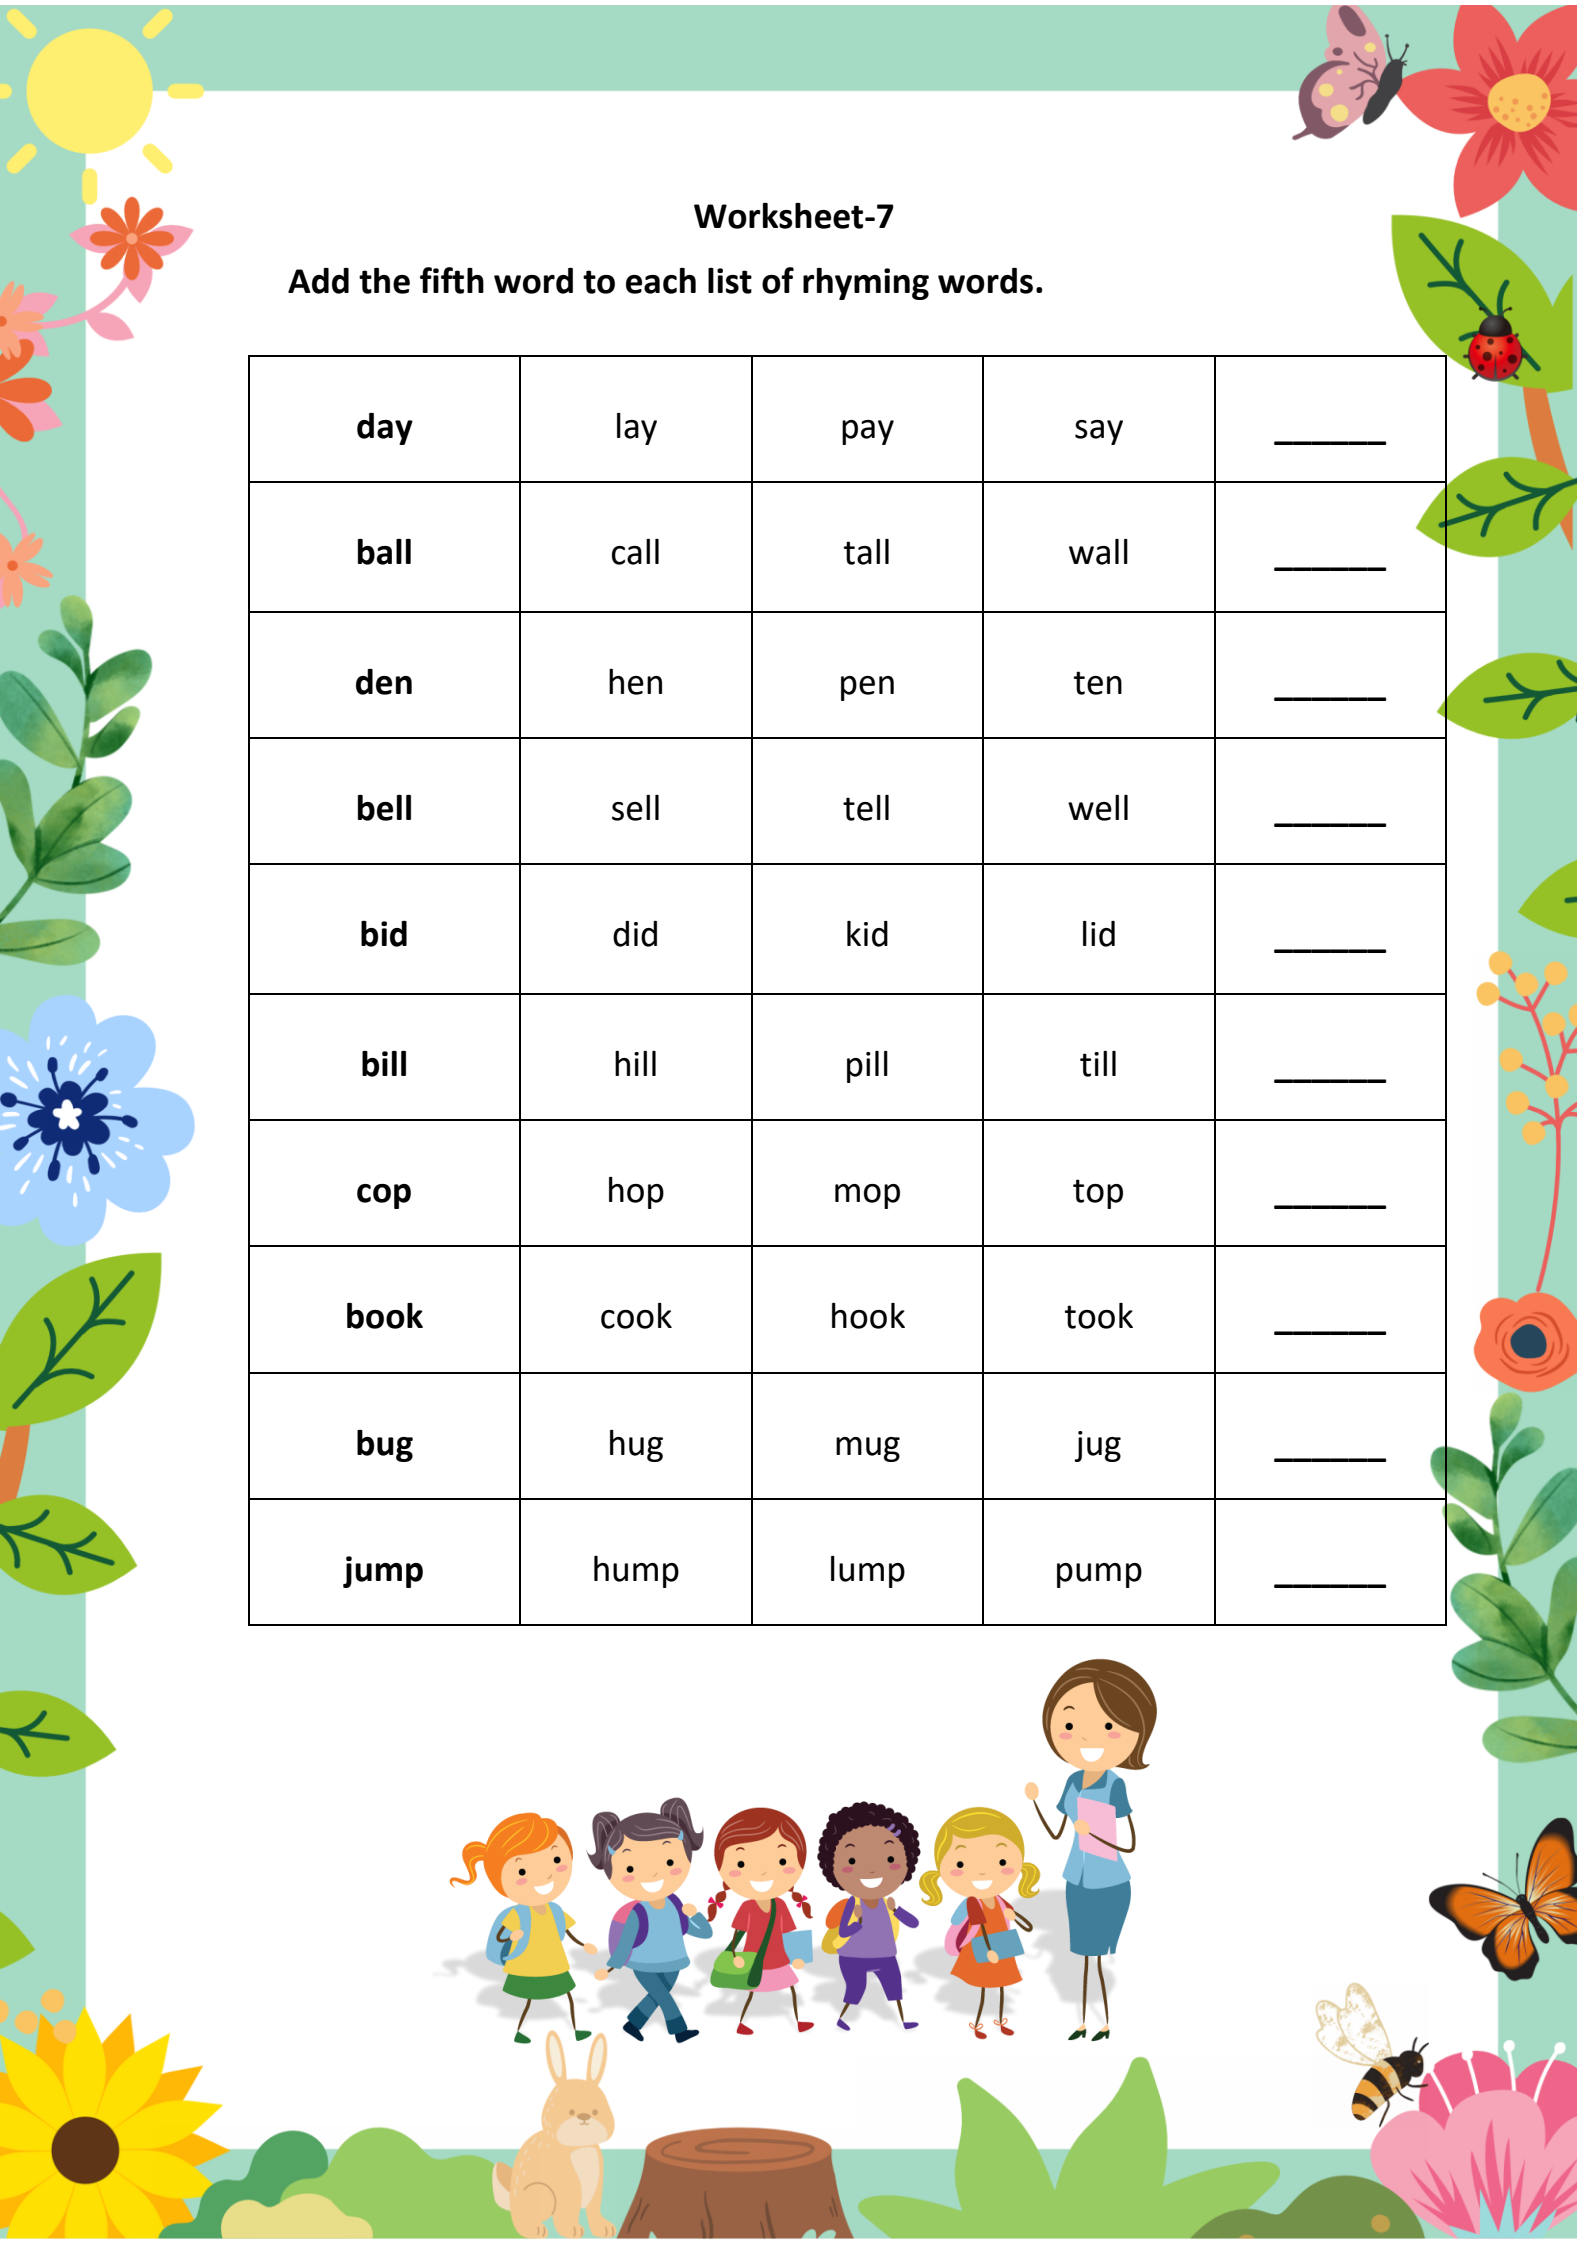 Worksheet-7
Add the fifth word to each list of rhyming words.
day lay pay say ______
ball call tall wall ______
den hen pen ten ______
bell sell tell well ______
bid did kid lid ______
bill hill pill till ______
cop hop mop top ______
book cook hook took ______
bug hug mug jug ______
jump hump lump pump ______